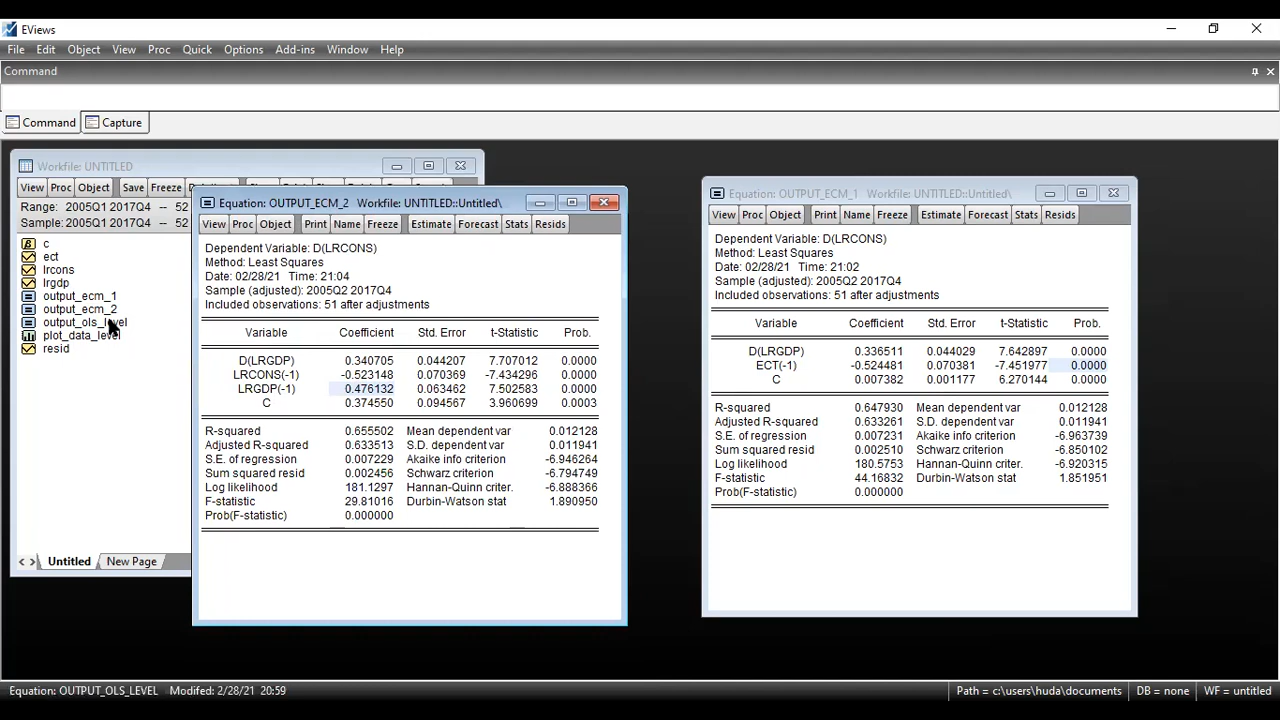 EViews
File Edit Object View Proc Quick Options Add-ins Window Help
Command
Command Capture
Workfile: UNTITLED
View Proc Object Save Freeze
Range: 2005Q1 2017Q4 -- 52
Sample: 2005Q1 2017Q4 -- 52
c
ect
lrcons
lrgdp
output_ecm_1
output_ecm_2
output_ols_level
plot_data_level
resid
< > Untitled New Page
Equation: OUTPUT_ECM_2 Workfile: UNTITLED::Untitled\
View Proc Object Print Name Freeze Estimate Forecast Stats Resids
Dependent Variable: D(LRCONS)
Method: Least Squares
Date: 02/28/21 Time: 21:04
Sample (adjusted): 2005Q2 2017Q4
Included observations: 51 after adjustments
Variable Coefficient Std. Error t-Statistic Prob.
D(LRGDP) 0.340705 0.044207 7.707012 0.0000
LRCONS(-1) -0.523148 0.070369 -7.434296 0.0000
LRGDP(-1) 0.476132 0.063462 7.502583 0.0000
C 0.374550 0.094567 3.960699 0.0003
R-squared 0.655502 Mean dependent var 0.012128
Adjusted R-squared 0.633513 S.D. dependent var 0.011941
S.E. of regression 0.007229 Akaike info criterion -6.946264
Sum squared resid 0.002456 Schwarz criterion -6.794749
Log likelihood 181.1297 Hannan-Quinn criter. -6.888366
F-statistic 29.81016 Durbin-Watson stat 1.890950
Prob(F-statistic) 0.000000
Equation: OUTPUT_ECM_1 Workfile: UNTITLED::Untitled\
View Proc Object Print Name Freeze Estimate Forecast Stats Resids
Dependent Variable: D(LRCONS)
Method: Least Squares
Date: 02/28/21 Time: 21:02
Sample (adjusted): 2005Q2 2017Q4
Included observations: 51 after adjustments
Variable Coefficient Std. Error t-Statistic Prob.
D(LRGDP) 0.336511 0.044029 7.642897 0.0000
ECT(-1) -0.524481 0.070381 -7.451977 0.0000
C 0.007382 0.001177 6.270144 0.0000
R-squared 0.647930 Mean dependent var 0.012128
Adjusted R-squared 0.633261 S.D. dependent var 0.011941
S.E. of regression 0.007231 Akaike info criterion -6.963739
Sum squared resid 0.002510 Schwarz criterion -6.850102
Log likelihood 180.5753 Hannan-Quinn criter. -6.920315
F-statistic 44.16832 Durbin-Watson stat 1.851951
Prob(F-statistic) 0.000000
Equation: OUTPUT_OLS_LEVEL Modifed: 2/28/21 20:59 Path = c:\users\huda\documents DB = none WF = untitled